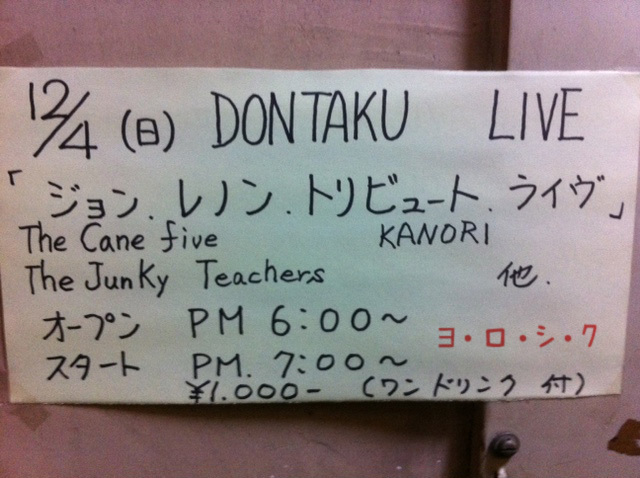 12/4 (日) DONTAKU LIVE
「ジョン.レノン.トリビュート.ライヴ」
The Cane five KANORI
The Junky Teachers 他.
オープン PM 6:00～
ヨ・ロ・シ・ク
スタート PM. 7:00～
¥1.000- (ワンドリンク付)